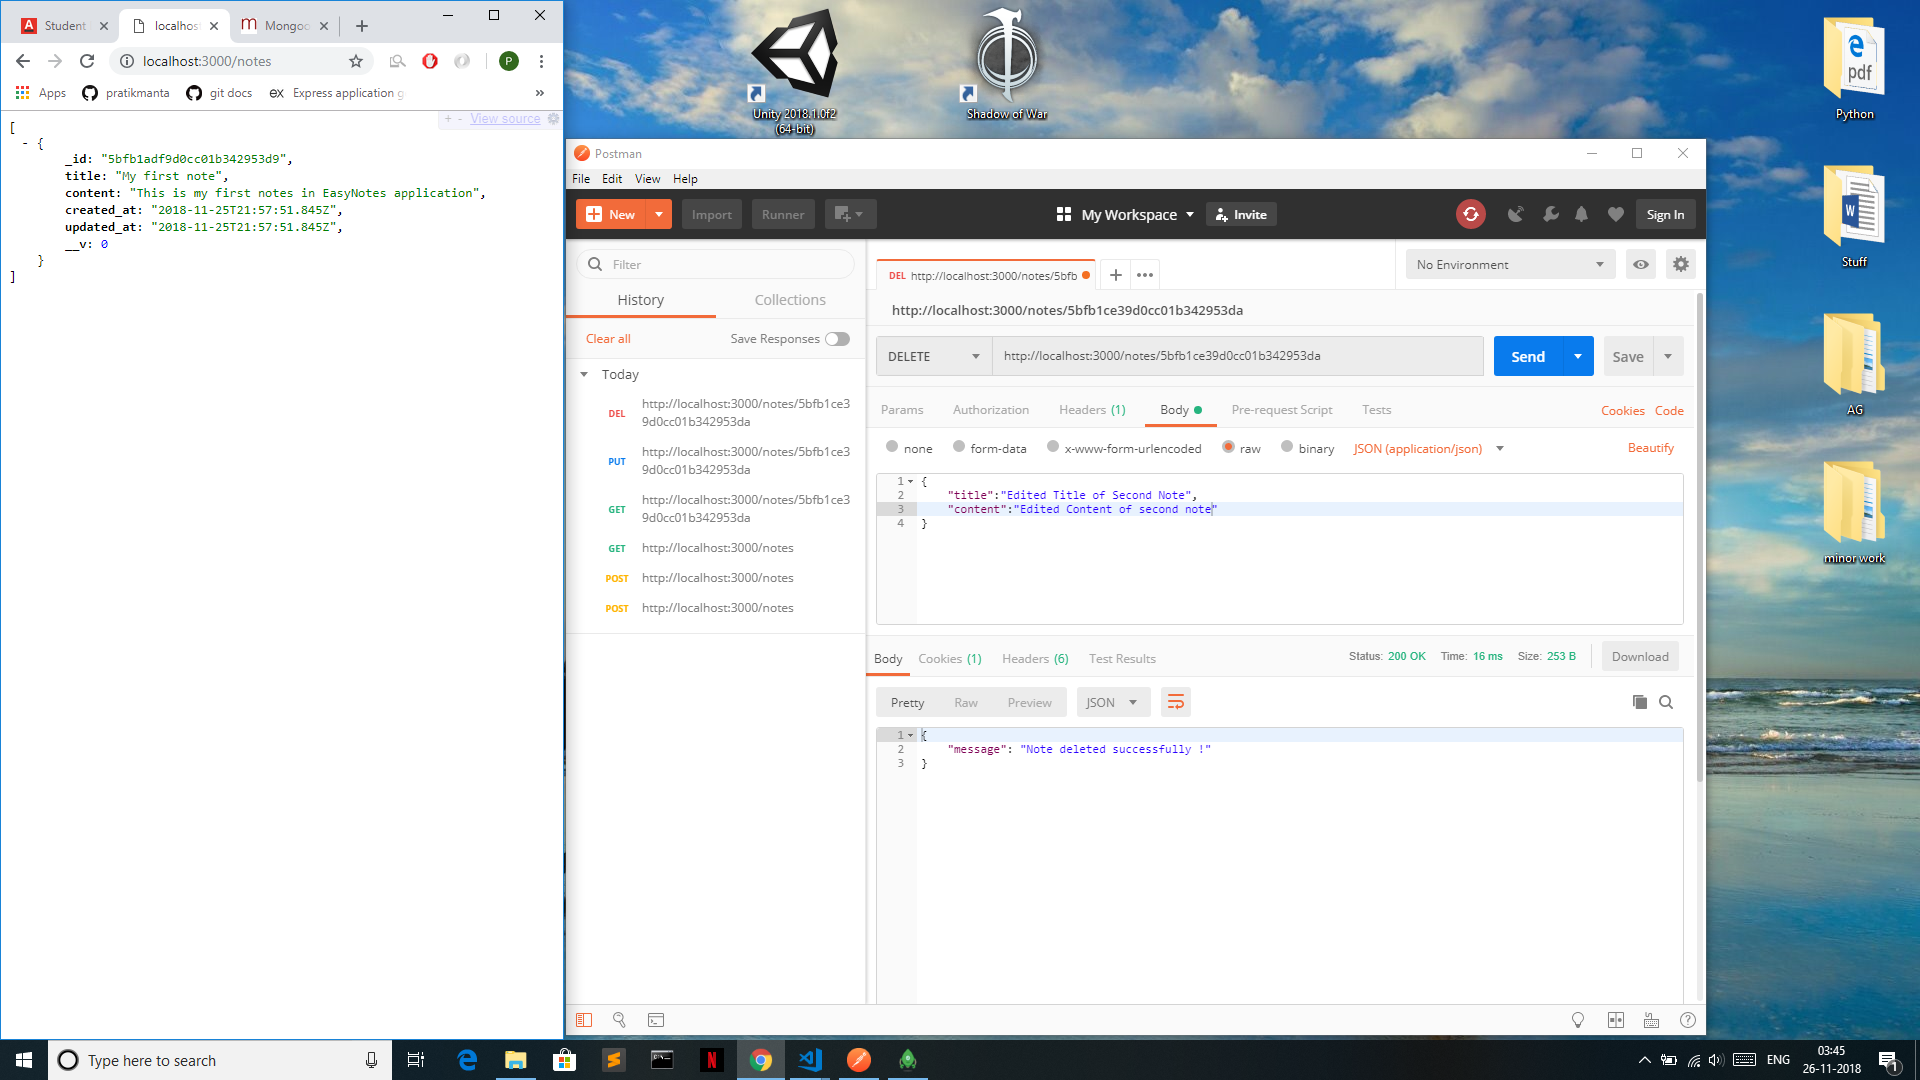 Student
localhos
Mongoo
localhost:3000/notes
P
Apps
pratikmanta
git docs
ex Express application g
»
+ - View source
[
- {
_id: "5bfb1adf9d0cc01b342953d9",
title: "My first note",
content: "This is my first notes in EasyNotes application",
created_at: "2018-11-25T21:57:51.845Z",
updated_at: "2018-11-25T21:57:51.845Z",
__v: 0
}
]
Unity 2018.1.0f2
(64-bit)
Shadow of War
pdf
Python
W
Stuff
AG
minor work
Postman
File Edit View Help
New Import Runner My Workspace Invite Sign In
Filter
History Collections
Clear all Save Responses
Today
DEL http://localhost:3000/notes/5bfb1ce3
9d0cc01b342953da
PUT http://localhost:3000/notes/5bfb1ce3
9d0cc01b342953da
GET http://localhost:3000/notes/5bfb1ce3
9d0cc01b342953da
GET http://localhost:3000/notes
POST http://localhost:3000/notes
POST http://localhost:3000/notes
DEL http://localhost:3000/notes/5bfb
No Environment
http://localhost:3000/notes/5bfb1ce39d0cc01b342953da
DELETE http://localhost:3000/notes/5bfb1ce39d0cc01b342953da Send Save
Params Authorization Headers (1) Body Pre-request Script Tests Cookies Code
none form-data x-www-form-urlencoded raw binary JSON (application/json) Beautify
1 {
2 "title":"Edited Title of Second Note",
3 "content":"Edited Content of second note"
4 }
Body Cookies (1) Headers (6) Test Results Status: 200 OK Time: 16 ms Size: 253 B Download
Pretty Raw Preview JSON
1 {
2 "message": "Note deleted successfully !"
3 }
Type here to search
ENG
03:45
26-11-2018
1